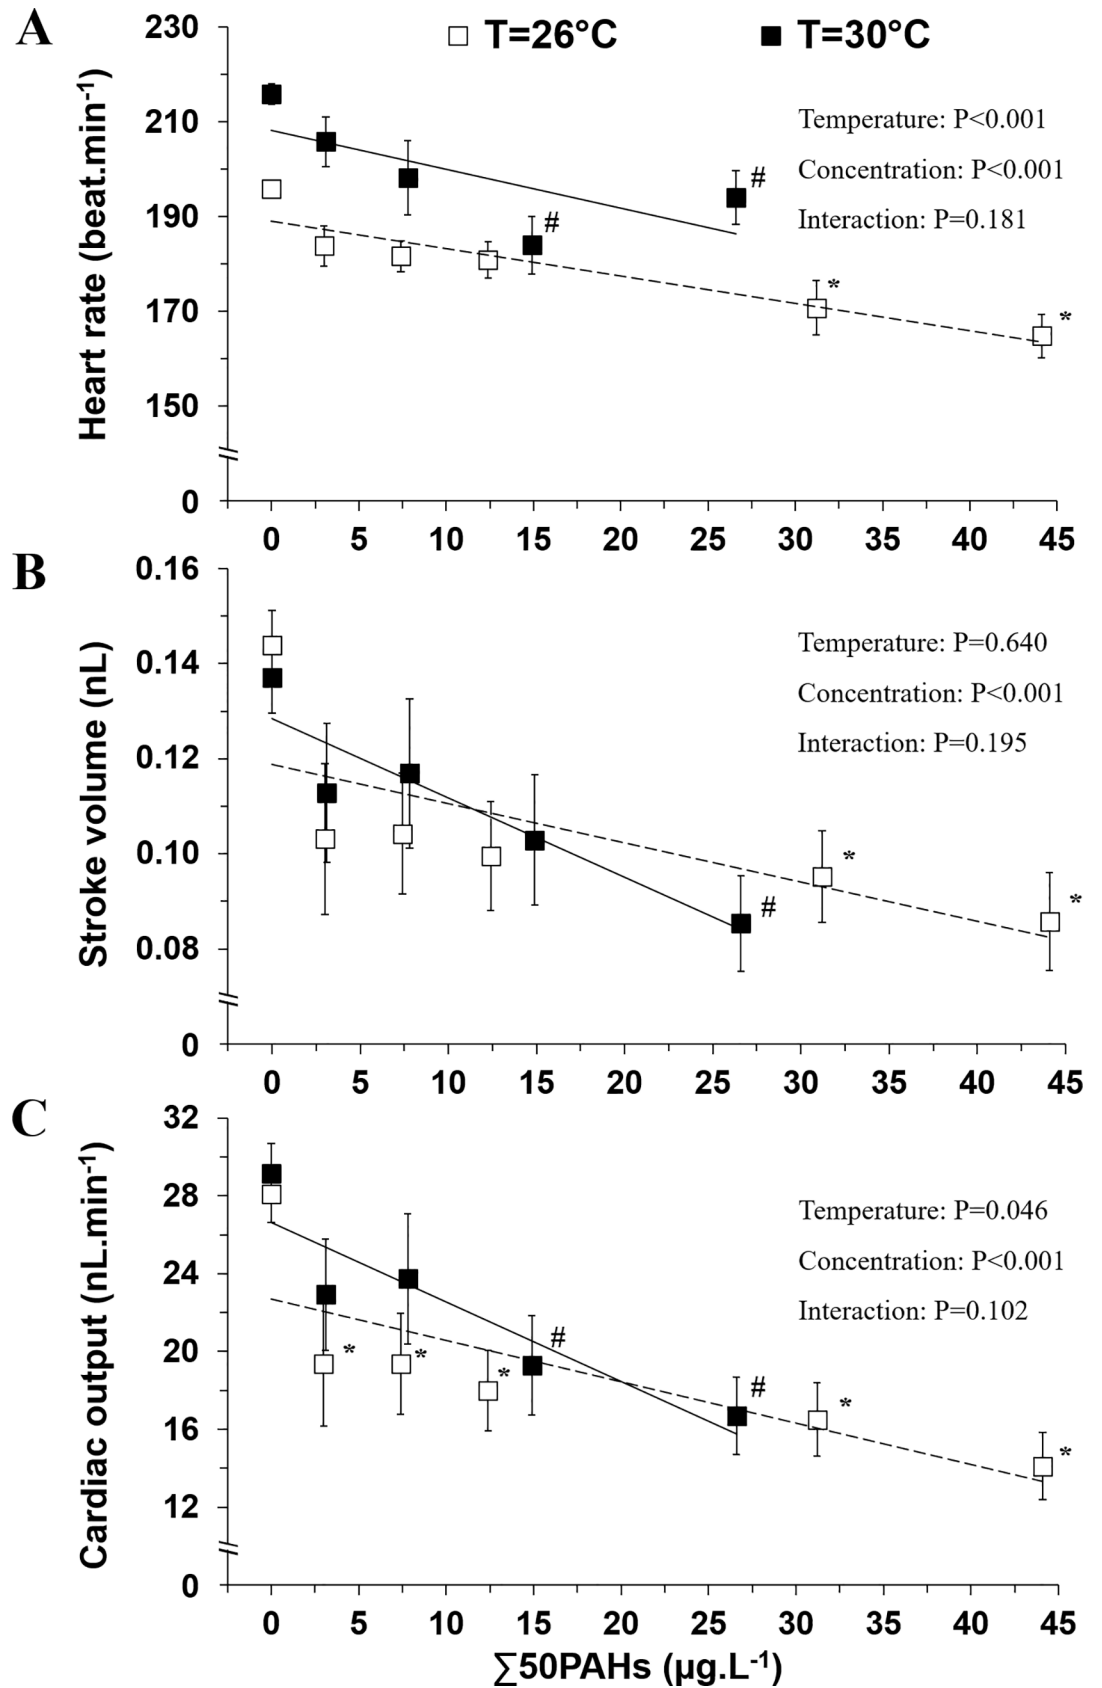 A
T=26°C
T=30°C
Heart rate (beat.min-1)
230
210
190
170
150
0
Temperature: P<0.001
Concentration: P<0.001
Interaction: P=0.181
#
#
*
*
0 5 10 15 20 25 30 35 40 45
B
Stroke volume (nL)
0.16
0.14
0.12
0.10
0.08
0
Temperature: P=0.640
Concentration: P<0.001
Interaction: P=0.195
#
*
*
0 5 10 15 20 25 30 35 40 45
C
Cardiac output (nL.min-1)
32
28
24
20
16
12
0
Temperature: P=0.046
Concentration: P<0.001
Interaction: P=0.102
*
*
*
#
#
*
*
0 5 10 15 20 25 30 35 40 45
∑50PAHs (µg.L-1)